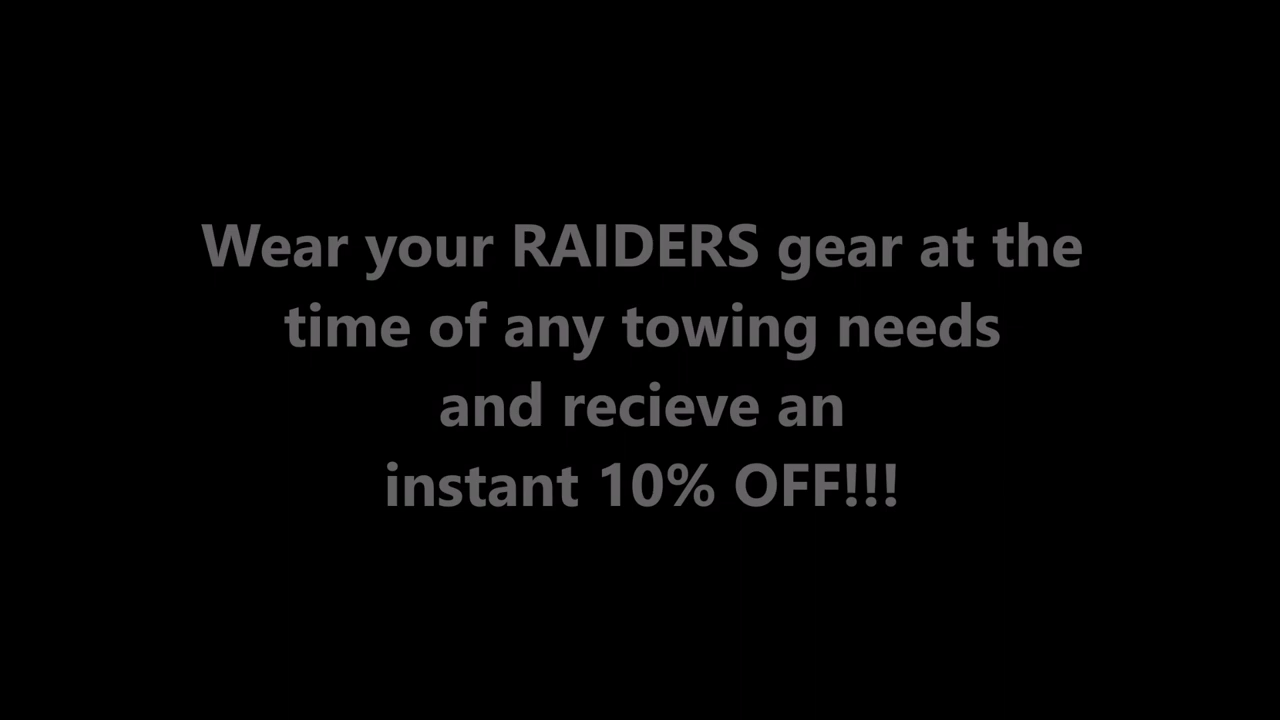 Wear your RAIDERS gear at the
time of any towing needs
and recieve an
instant 10% OFF!!!